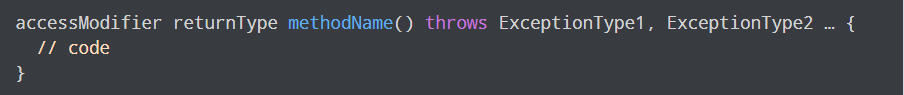 accessModifier returnType methodName() throws ExceptionType1, ExceptionType2 … {
  // code
}